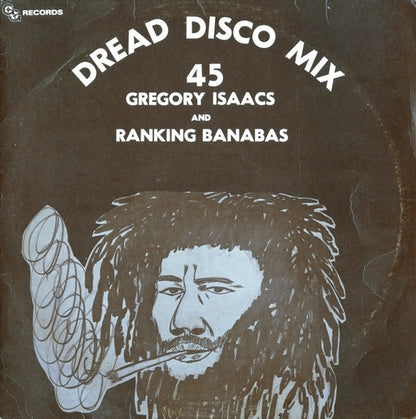 RECORDS
DREAD DISCO MIX
45
GREGORY ISAACS
AND
RANKING BANABAS